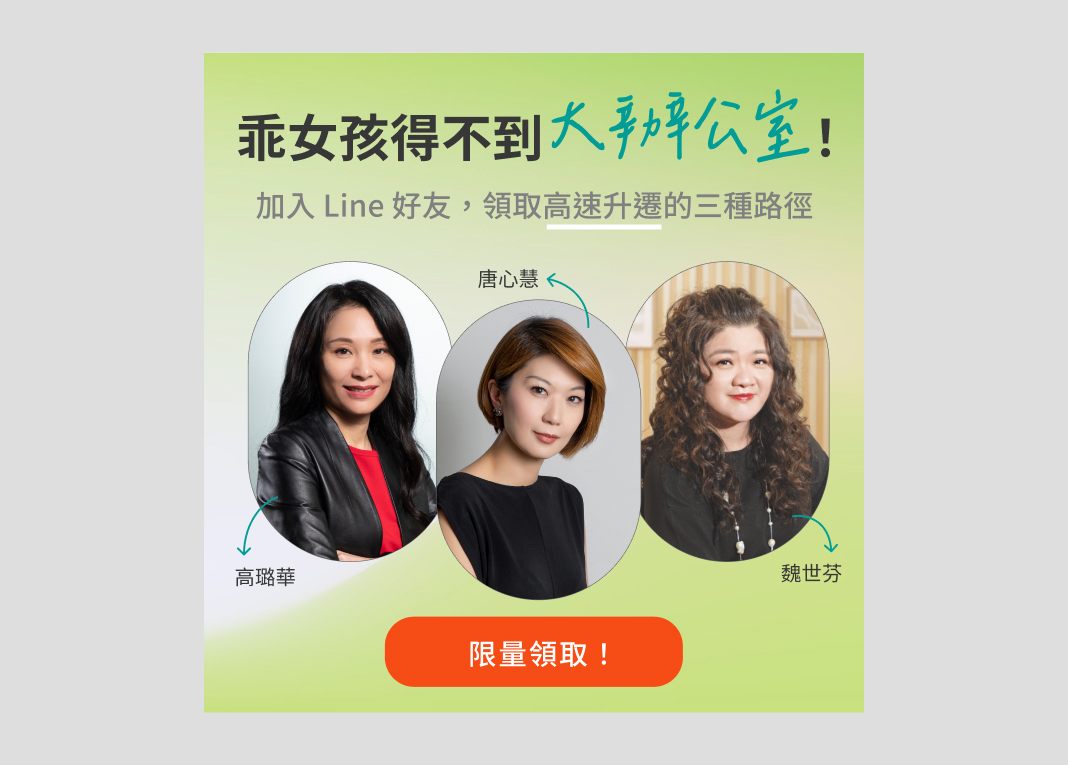 乖女孩得不到大辦公室！
加入 Line 好友，領取高速升遷的三種路徑
唐心慧
高璐華
魏世芬
限量領取！